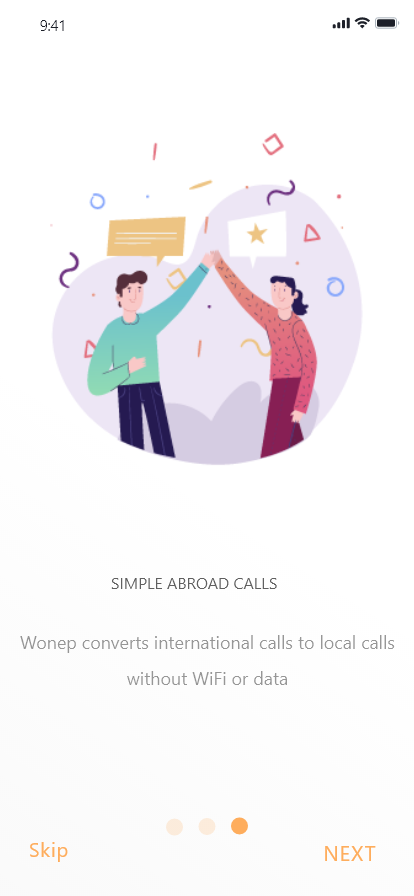 9:41
SIMPLE ABROAD CALLS
Wonep converts international calls to local calls
without WiFi or data
Skip
NEXT